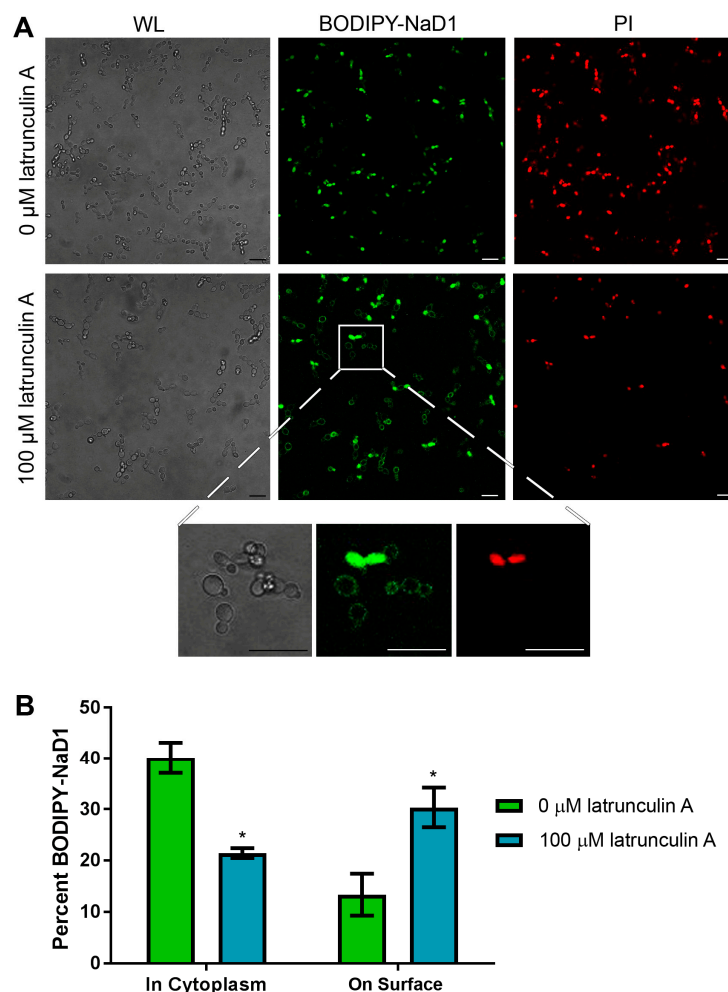 A
WL
BODIPY-NaD1
PI
0 µM latrunculin A
100 µM latrunculin A
B
Percent BODIPY-NaD1
50
40
30
20
10
0
*
*
In Cytoplasm
On Surface
0 µM latrunculin A
100 µM latrunculin A